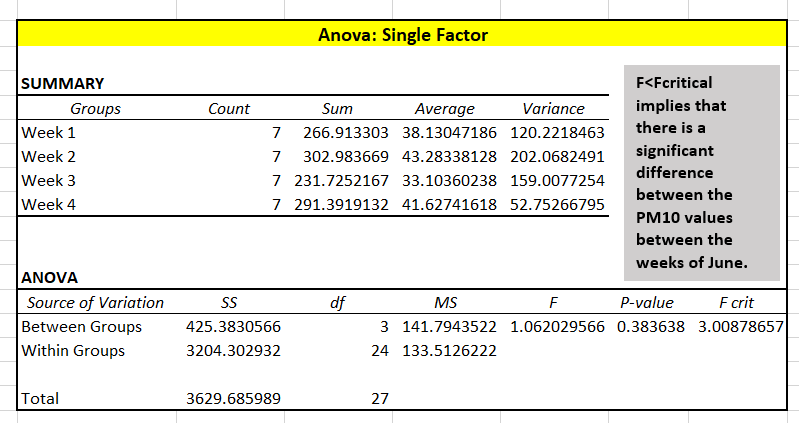 Anova: Single Factor
SUMMARY
Groups Count Sum Average Variance
Week 1 7 266.913303 38.13047186 120.2218463
Week 2 7 302.983669 43.28338128 202.0682491
Week 3 7 231.7252167 33.10360238 159.0077254
Week 4 7 291.3919132 41.62741618 52.75266795
F<Fcritical
implies that
there is a
significant
difference
between the
PM10 values
between the
weeks of June.
ANOVA
Source of Variation SS df MS F P-value F crit
Between Groups 425.3830566 3 141.7943522 1.062029566 0.383638 3.00878657
Within Groups 3204.302932 24 133.5126222
Total 3629.685989 27